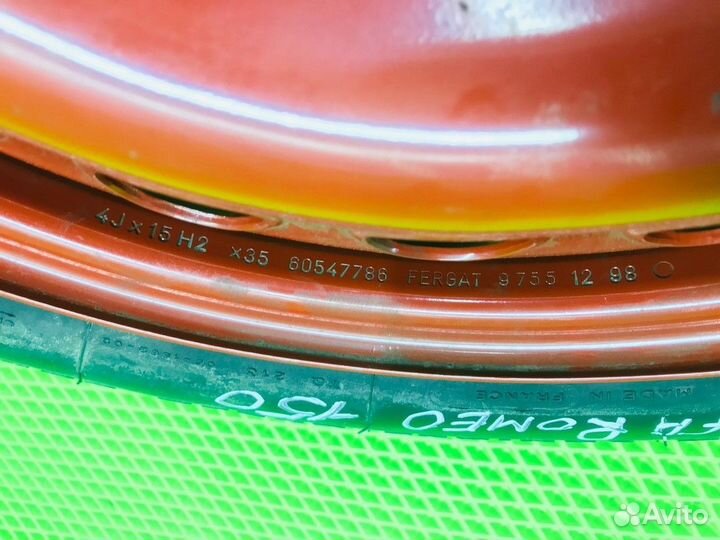 4J x 15 H2 x35 60547786 FERGAT 9755 12 98
MADE IN
FRANCE
ROMEO 150
Avito